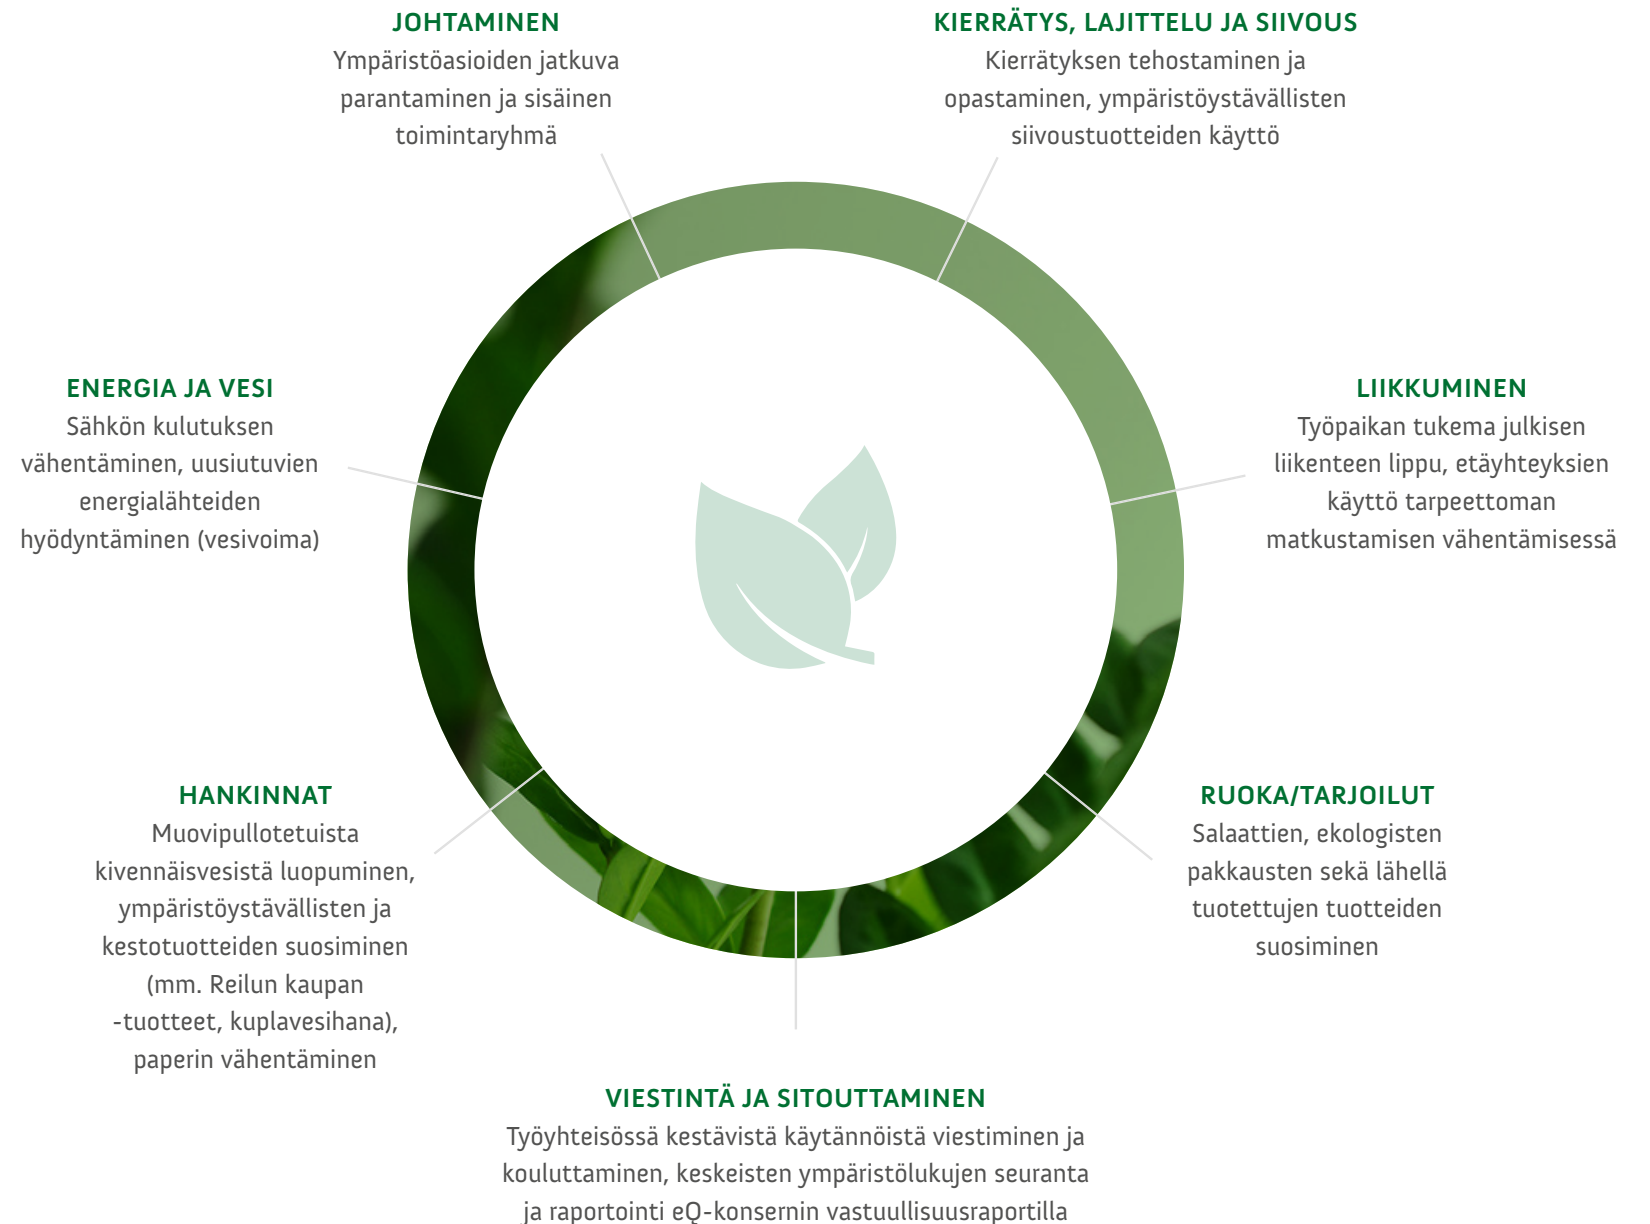 JOHTAMINEN
Ympäristöasioiden jatkuva
parantaminen ja sisäinen
toimintaryhmä
KIERRÄTYS, LAJITTELU JA SIIVOUS
Kierrätyksen tehostaminen ja
opastaminen, ympäristöystävällisten
siivoustuotteiden käyttö
ENERGIA JA VESI
Sähkön kulutuksen
vähentäminen, uusiutuvien
energialähteiden
hyödyntäminen (vesivoima)
LIIKKUMINEN
Työpaikan tukema julkisen
liikenteen lippu, etäyhteyksien
käyttö tarpeettoman
matkustamisen vähentämisessä
HANKINNAT
Muovipullotetuista
kivennäisvesistä luopuminen,
ympäristöystävällisten ja
kestotuotteiden suosiminen
(mm. Reilun kaupan
-tuotteet, kuplavesihana),
paperin vähentäminen
RUOKA/TARJOILUT
Salaattien, ekologisten
pakkausten sekä lähellä
tuotettujen tuotteiden
suosiminen
VIESTINTÄ JA SITOUTTAMINEN
Työyhteisössä kestävistä käytännöistä viestiminen ja
kouluttaminen, keskeisten ympäristölukujen seuranta
ja raportointi eQ-konsernin vastuullisuusraportilla